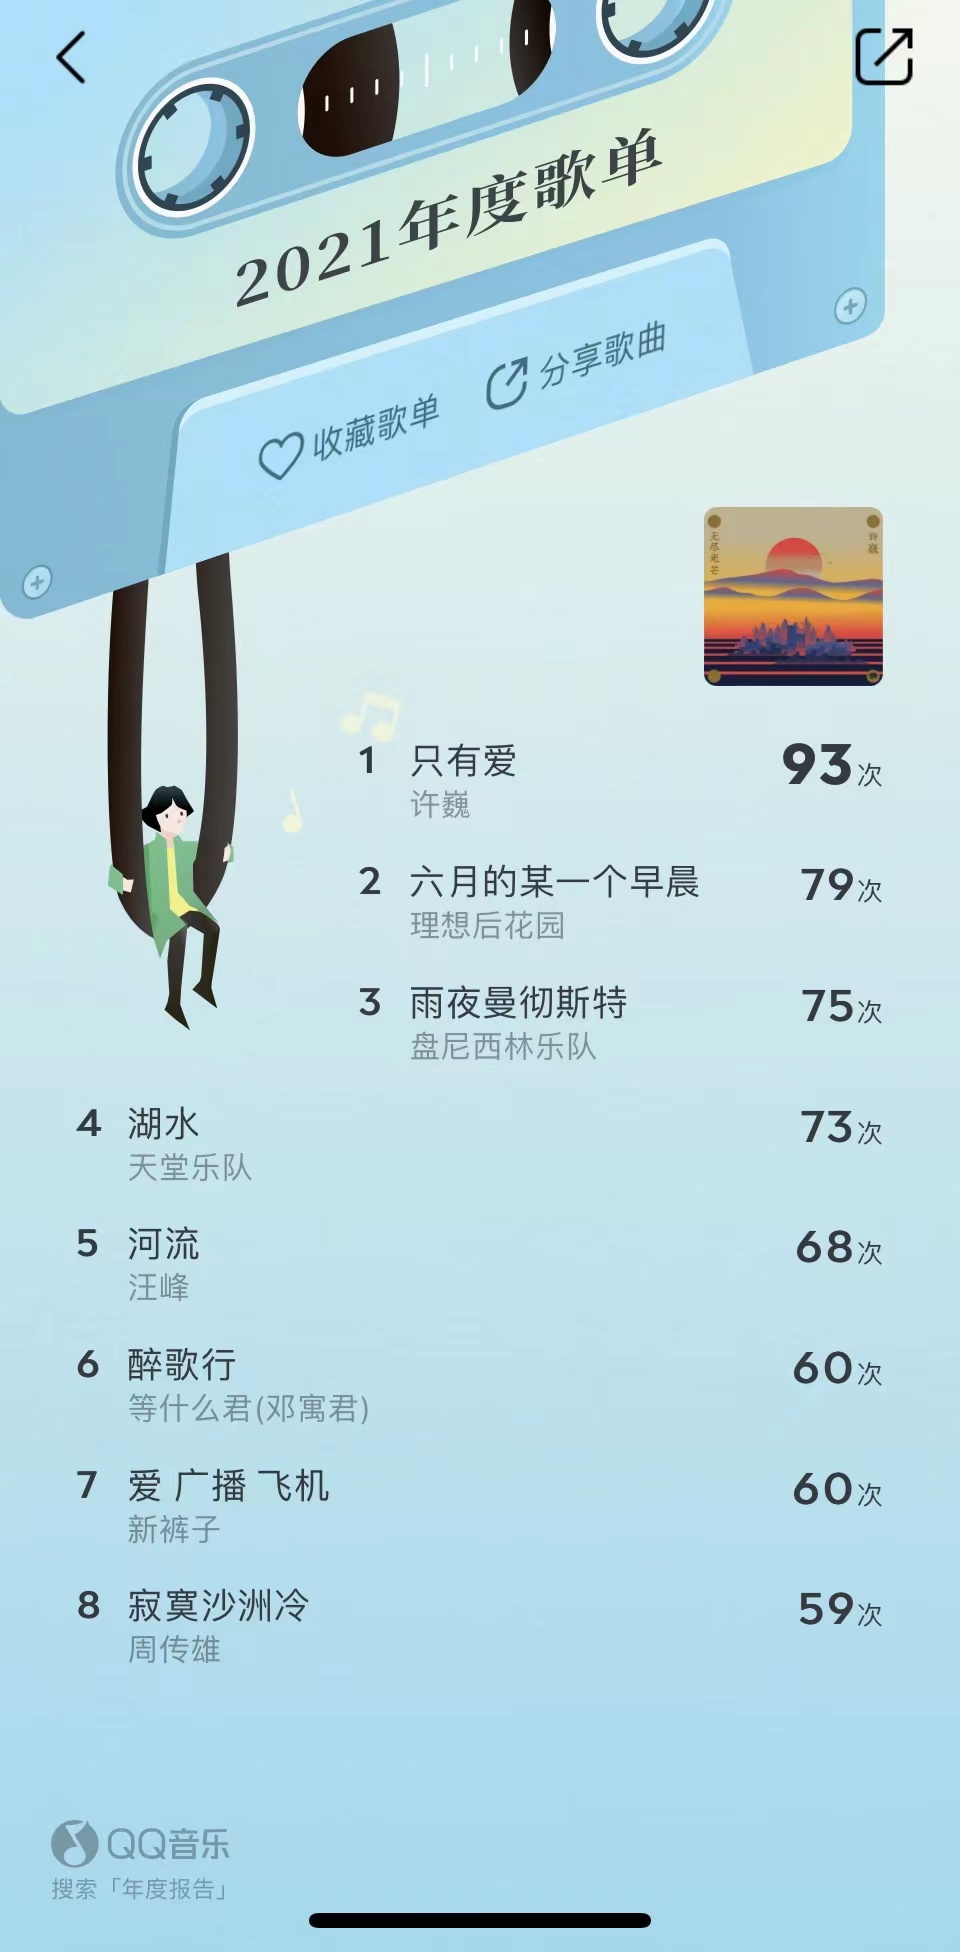 2021年度歌单
收藏歌单
分享歌曲
无尽光芒
许巍
1 只有爱 93次
许巍
2 六月的某一个早晨 79次
理想后花园
3 雨夜曼彻斯特 75次
盘尼西林乐队
4 湖水 73次
天堂乐队
5 河流 68次
汪峰
6 醉歌行 60次
等什么君(邓寓君)
7 爱 广播 飞机 60次
新裤子
8 寂寞沙洲冷 59次
周传雄
QQ音乐
搜索「年度报告」